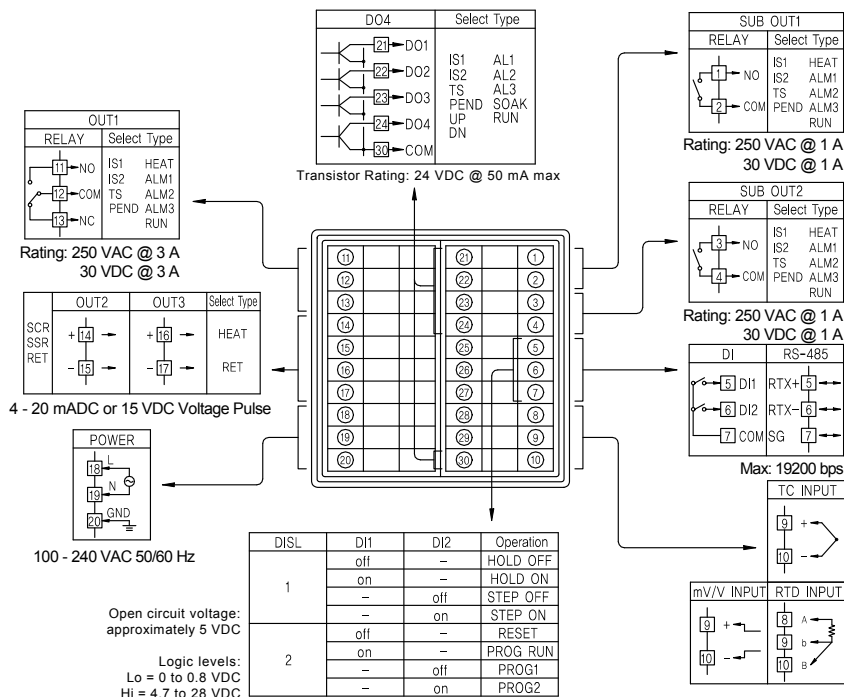 DO4 Select Type
21 DO1
22 DO2
23 DO3
24 DO4
30 COM
IS1 AL1
IS2 AL2
TS AL3
PEND SOAK
UP RUN
DN
Transistor Rating: 24 VDC @ 50 mA max
SUB OUT1
RELAY Select Type
1 NO
2 COM
IS1 HEAT
IS2 ALM1
TS ALM2
PEND ALM3
RUN
Rating: 250 VAC @ 1 A
30 VDC @ 1 A
OUT1
RELAY Select Type
11 NO
12 COM
13 NC
IS1 HEAT
IS2 ALM1
TS ALM2
PEND ALM3
RUN
Rating: 250 VAC @ 3 A
30 VDC @ 3 A
SUB OUT2
RELAY Select Type
3 NO
4 COM
IS1 HEAT
IS2 ALM1
TS ALM2
PEND ALM3
RUN
Rating: 250 VAC @ 1 A
30 VDC @ 1 A
11 21 1
12 22 2
13 23 3
14 24 4
15 25 5
16 26 6
17 27 7
18 28 8
19 29 9
20 30 10
OUT2 OUT3 Select Type
SCR
SSR
RET
+ 14 + 16 HEAT
- 15 - 17 RET
4 - 20 mADC or 15 VDC Voltage Pulse
DI RS-485
5 DI1 RTX+ 5
6 DI2 RTX- 6
7 COM SG 7
Max: 19200 bps
POWER
18 L
19 N
20 GND
100 - 240 VAC 50/60 Hz
TC INPUT
9 +
10 -
mV/V INPUT RTD INPUT
9 + 8 A
9 b
10 - 10 B
DISL DI1 DI2 Operation
1 off - HOLD OFF
on - HOLD ON
- off STEP OFF
- on STEP ON
2 off - RESET
on - PROG RUN
- off PROG1
- on PROG2
Open circuit voltage:
approximately 5 VDC
Logic levels:
Lo = 0 to 0.8 VDC
Hi = 4.7 to 28 VDC